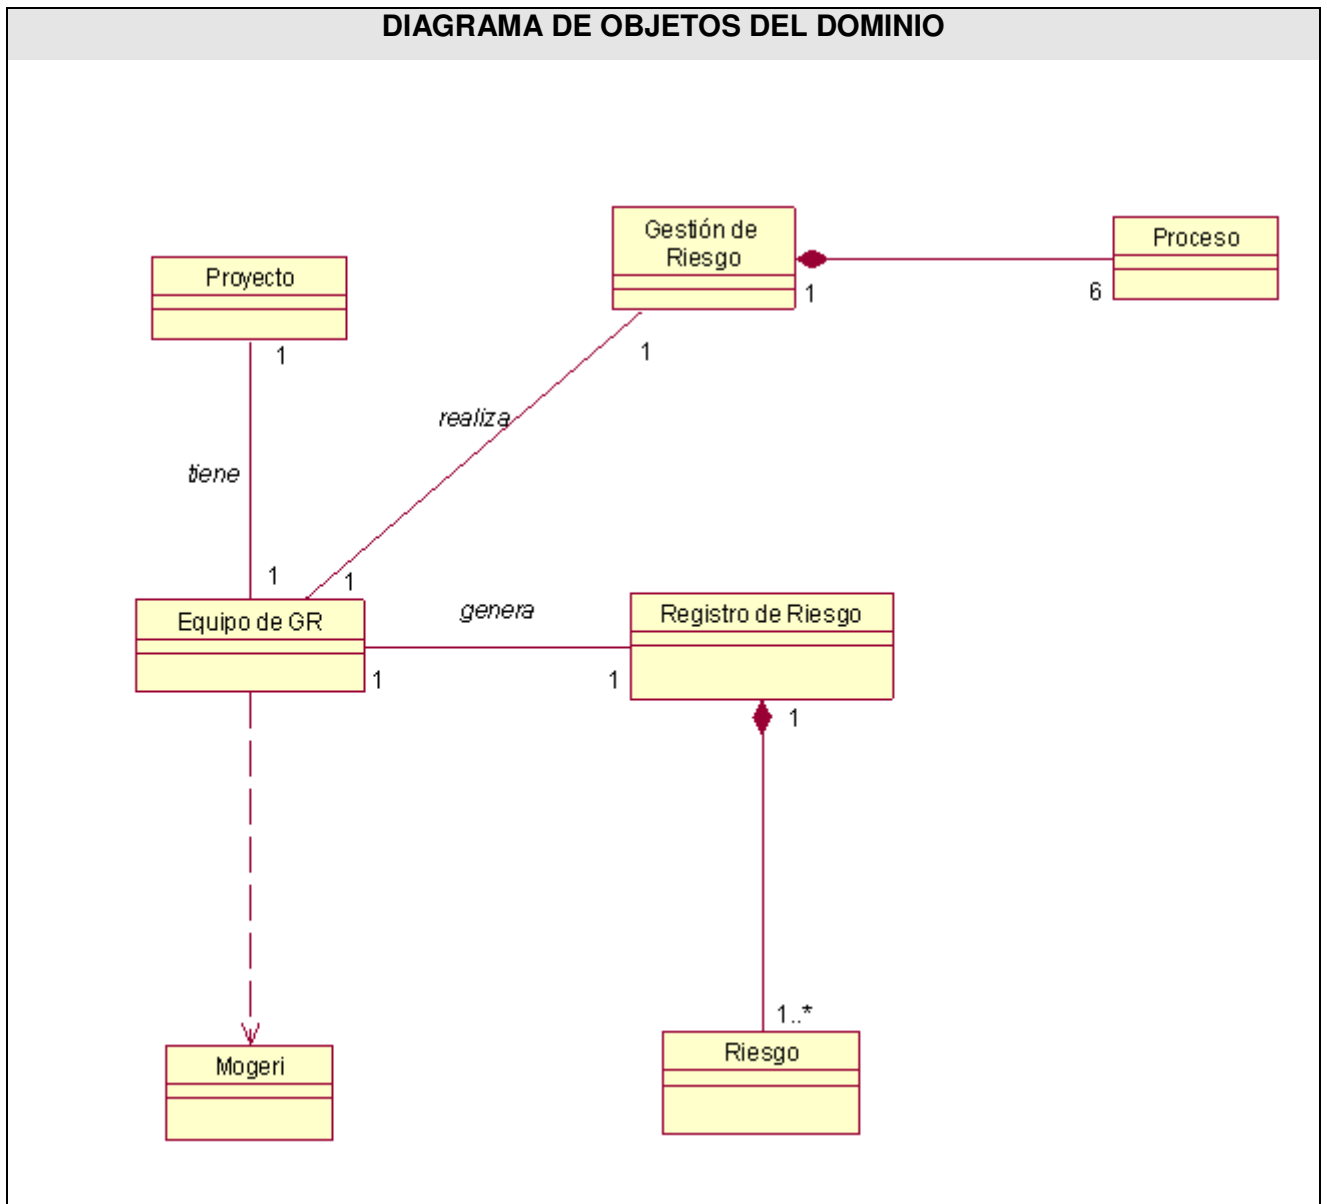 DIAGRAMA DE OBJETOS DEL DOMINIO
Gestión de
Riesgo
Proceso
1
6
Proyecto
1
1
realiza
tiene
1
1
Equipo de GR
genera
Registro de Riesgo
1
1
1
1..*
Mogeri
Riesgo